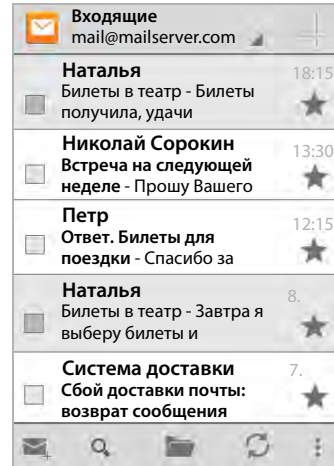 Входящие
mail@mailserver.com
Наталья
18:15
Билеты в театр - Билеты
получила, удачи
Николай Сорокин
13:30
Встреча на следующей
неделе - Прошу Вашего
Петр
12:15
Ответ. Билеты для
поездки - Спасибо за
Наталья
8.
Билеты в театр - Завтра я
выберу билеты и
Система доставки
7.
Сбой доставки почты:
возврат сообщения